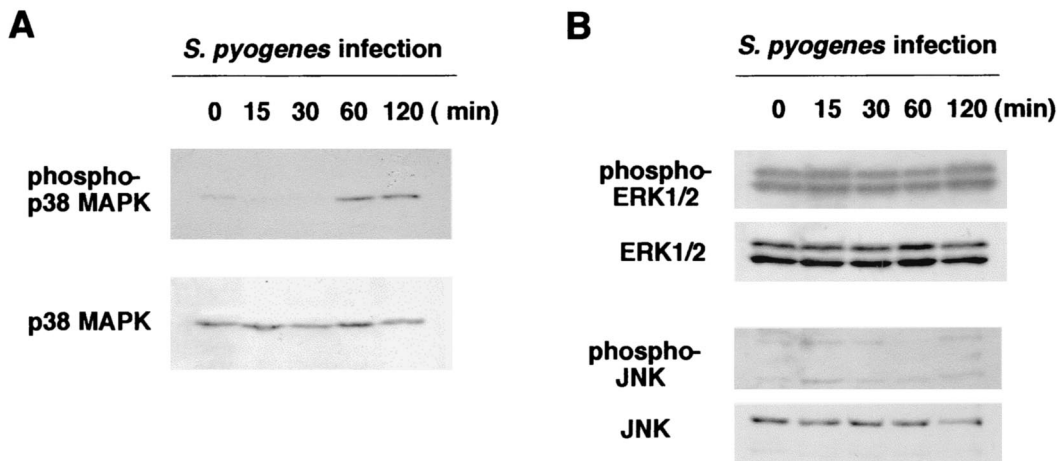 A
S. pyogenes infection
0 15 30 60 120 ( min)
phospho-
p38 MAPK
p38 MAPK
B
S. pyogenes infection
0 15 30 60 120 (min)
phospho-
ERK1/2
ERK1/2
phospho-
JNK
JNK